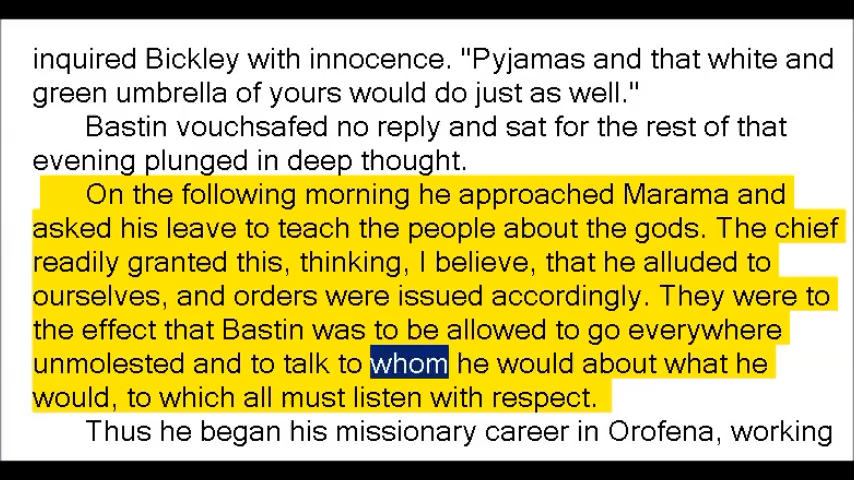 inquired Bickley with innocence. "Pyjamas and that white and
green umbrella of yours would do just as well."
Bastin vouchsafed no reply and sat for the rest of that
evening plunged in deep thought.
On the following morning he approached Marama and
asked his leave to teach the people about the gods. The chief
readily granted this, thinking, I believe, that he alluded to
ourselves, and orders were issued accordingly. They were to
the effect that Bastin was to be allowed to go everywhere
unmolested and to talk to whom he would about what he
would, to which all must listen with respect.
Thus he began his missionary career in Orofena, working